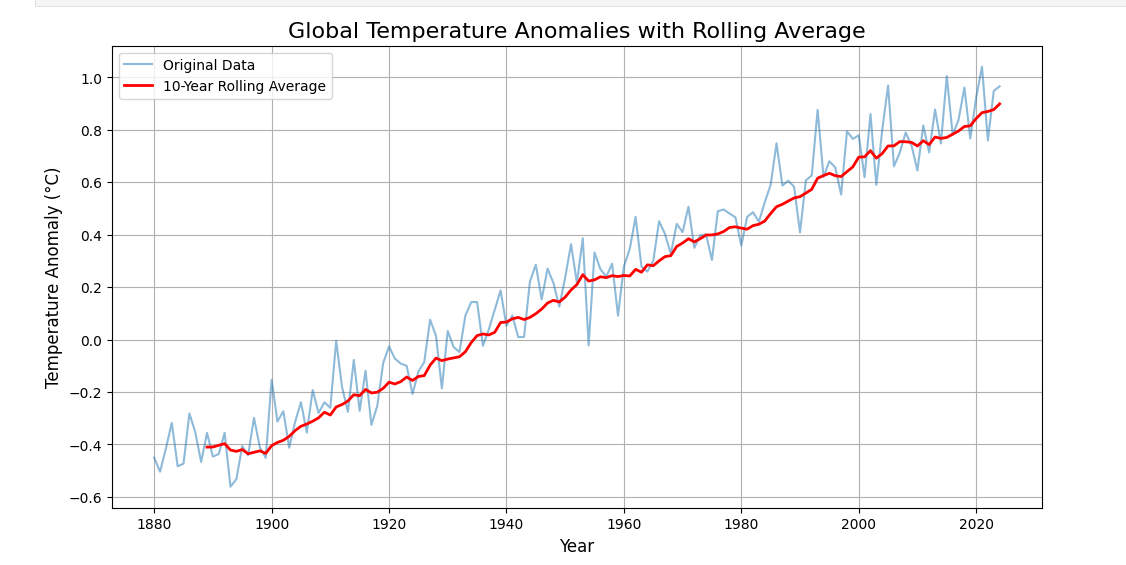 Global Temperature Anomalies with Rolling Average
Original Data
10-Year Rolling Average
Temperature Anomaly (°C)
1.0
0.8
0.6
0.4
0.2
0.0
−0.2
−0.4
−0.6
1880 1900 1920 1940 1960 1980 2000 2020
Year